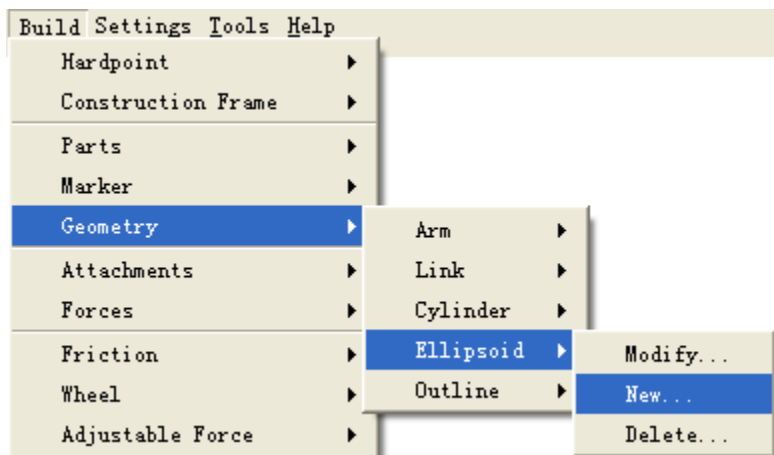 Build Settings Tools Help
Hardpoint
Construction Frame
Parts
Marker
Geometry
Attachments
Forces
Friction
Wheel
Adjustable Force
Arm
Link
Cylinder
Ellipsoid
Outline
Modify...
New...
Delete...